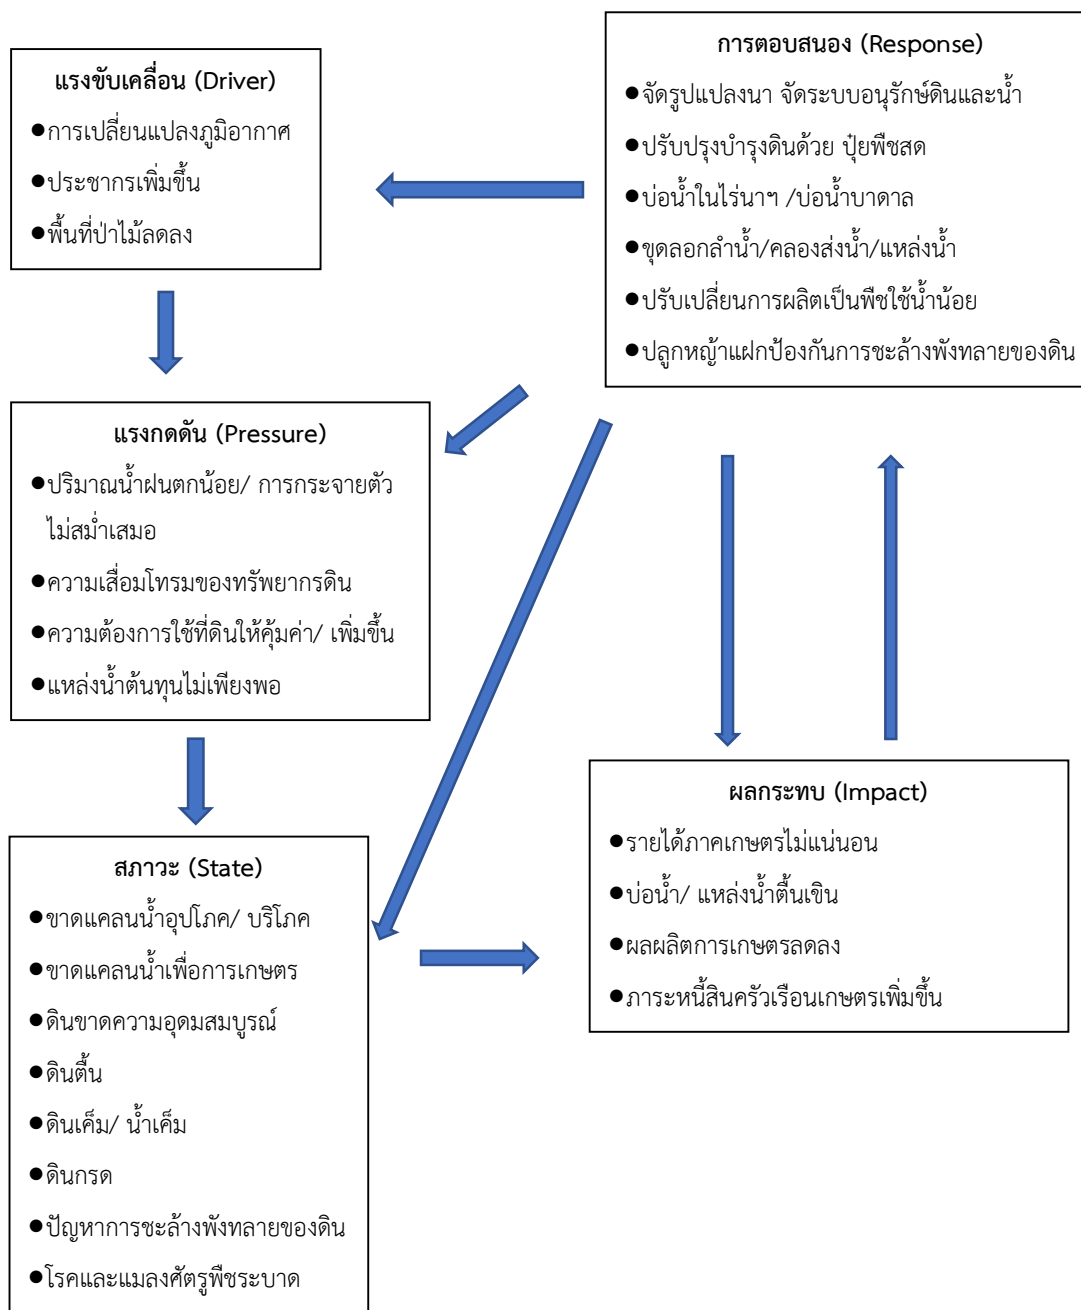 แรงขับเคลื่อน (Driver)
●การเปลี่ยนแปลงภูมิอากาศ
●ประชากรเพิ่มขึ้น
●พื้นที่ป่าไม้ลดลง
การตอบสนอง (Response)
●จัดรูปแปลงนา จัดระบบอนุรักษ์ดินและน้ำ
●ปรับปรุงบำรุงดินด้วย ปุ๋ยพืชสด
●บ่อน้ำในไร่นาฯ /บ่อน้ำบาดาล
●ขุดลอกลำน้ำ/คลองส่งน้ำ/แหล่งน้ำ
●ปรับเปลี่ยนการผลิตเป็นพืชใช้น้ำน้อย
●ปลูกหญ้าแฝกป้องกันการชะล้างพังทลายของดิน
แรงกดดัน (Pressure)
●ปริมาณน้ำฝนตกน้อย/ การกระจายตัว
ไม่สม่ำเสมอ
●ความเสื่อมโทรมของทรัพยากรดิน
●ความต้องการใช้ที่ดินให้คุ้มค่า/ เพิ่มขึ้น
●แหล่งน้ำต้นทุนไม่เพียงพอ
สภาวะ (State)
●ขาดแคลนน้ำอุปโภค/ บริโภค
●ขาดแคลนน้ำเพื่อการเกษตร
●ดินขาดความอุดมสมบูรณ์
●ดินตื้น
●ดินเค็ม/ น้ำเค็ม
●ดินกรด
●ปัญหาการชะล้างพังทลายของดิน
●โรคและแมลงศัตรูพืชระบาด
ผลกระทบ (Impact)
●รายได้ภาคเกษตรไม่แน่นอน
●บ่อน้ำ/ แหล่งน้ำตื้นเขิน
●ผลผลิตการเกษตรลดลง
●ภาระหนี้สินครัวเรือนเกษตรเพิ่มขึ้น